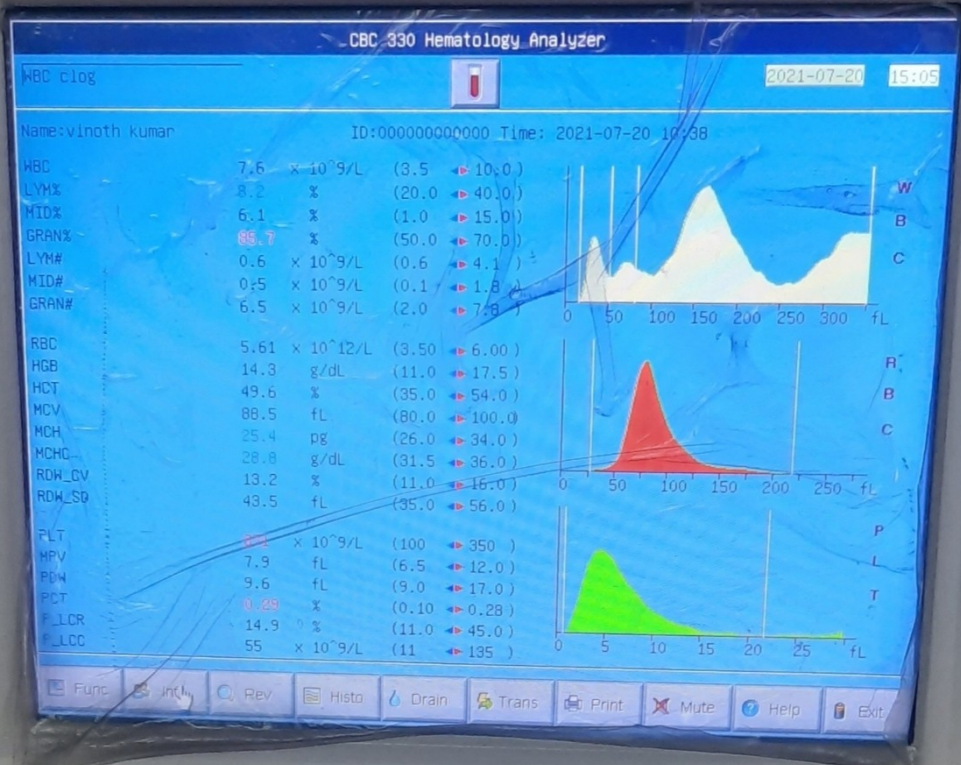 CBC 330 Hematology Analyzer
WBC clog 2021-07-20 15:05
Name:vinoth kumar ID:000000000000 Time: 2021-07-20 10:38
WBC 7.6 x 10^9/L (3.5 10.0)
LYM% 8.2 % (20.0 40.0)
MID% 6.1 % (1.0 15.0)
GRAN% 85.7 % (50.0 70.0)
LYM# 0.6 x 10^9/L (0.6 4.1)
MID# 0.5 x 10^9/L (0.1 1.8)
GRAN# 6.5 x 10^9/L (2.0 7.8)
W
B
C
0 50 100 150 200 250 300 fL
RBC 5.61 x 10^12/L (3.50 6.00)
HGB 14.3 g/dL (11.0 17.5)
HCT 49.6 % (35.0 54.0)
MCV 88.5 fL (80.0 100.0)
MCH 25.4 pg (26.0 34.0)
MCHC 28.8 g/dL (31.5 36.0)
RDW_CV 13.2 % (11.0 16.0)
RDW_SD 43.5 fL (35.0 56.0)
R
B
C
0 50 100 150 200 250 fL
PLT x 10^9/L (100 350)
MPV 7.9 fL (6.5 12.0)
PDW 9.6 fL (9.0 17.0)
PCT 0.29 % (0.10 0.28)
P_LCR 14.9 % (11.0 45.0)
P_LCC 55 x 10^9/L (11 135)
P
L
T
0 5 10 15 20 25 fL
Func Rev Histo Drain Trans Print Mute Help Exit